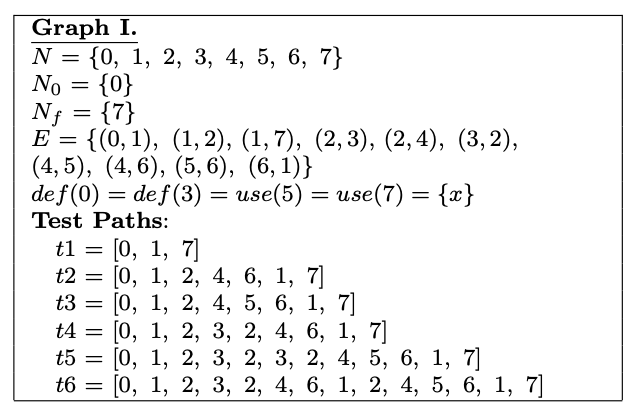 Graph I.
N = {0, 1, 2, 3, 4, 5, 6, 7}
N₀ = {0}
N_f = {7}
E = {(0, 1), (1, 2), (1, 7), (2, 3), (2, 4), (3, 2),
(4, 5), (4, 6), (5, 6), (6, 1)}
def(0) = def(3) = use(5) = use(7) = {x}
Test Paths:
t1 = [0, 1, 7]
t2 = [0, 1, 2, 4, 6, 1, 7]
t3 = [0, 1, 2, 4, 5, 6, 1, 7]
t4 = [0, 1, 2, 3, 2, 4, 6, 1, 7]
t5 = [0, 1, 2, 3, 2, 3, 2, 4, 5, 6, 1, 7]
t6 = [0, 1, 2, 3, 2, 4, 6, 1, 2, 4, 5, 6, 1, 7]